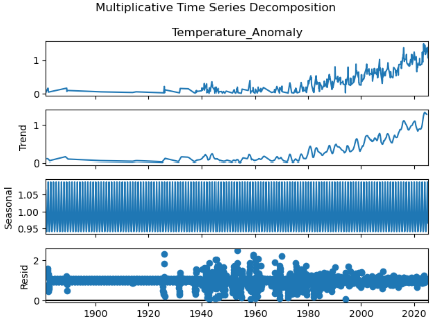 Multiplicative Time Series Decomposition
Temperature_Anomaly
1
0
Trend
1
0
Seasonal
1.05
1.00
0.95
Resid
2
0
1900 1920 1940 1960 1980 2000 2020